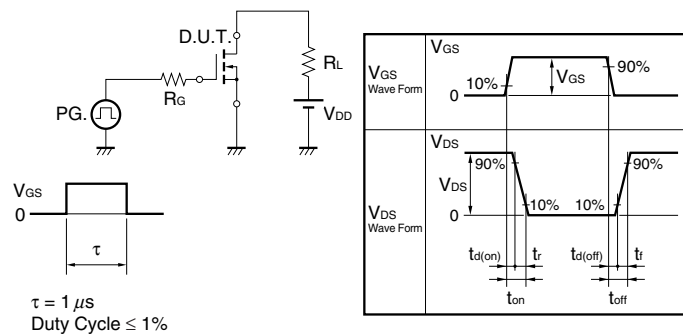 D.U.T.
RL
RG
PG.
VDD
VGS
0
τ
τ = 1 μs
Duty Cycle ≤ 1%
VGS
Wave Form
VGS
10%
VGS
90%
0
VDS
Wave Form
VDS
90%
90%
VDS
10%
10%
0
td(on)
tr
td(off)
tf
ton
toff